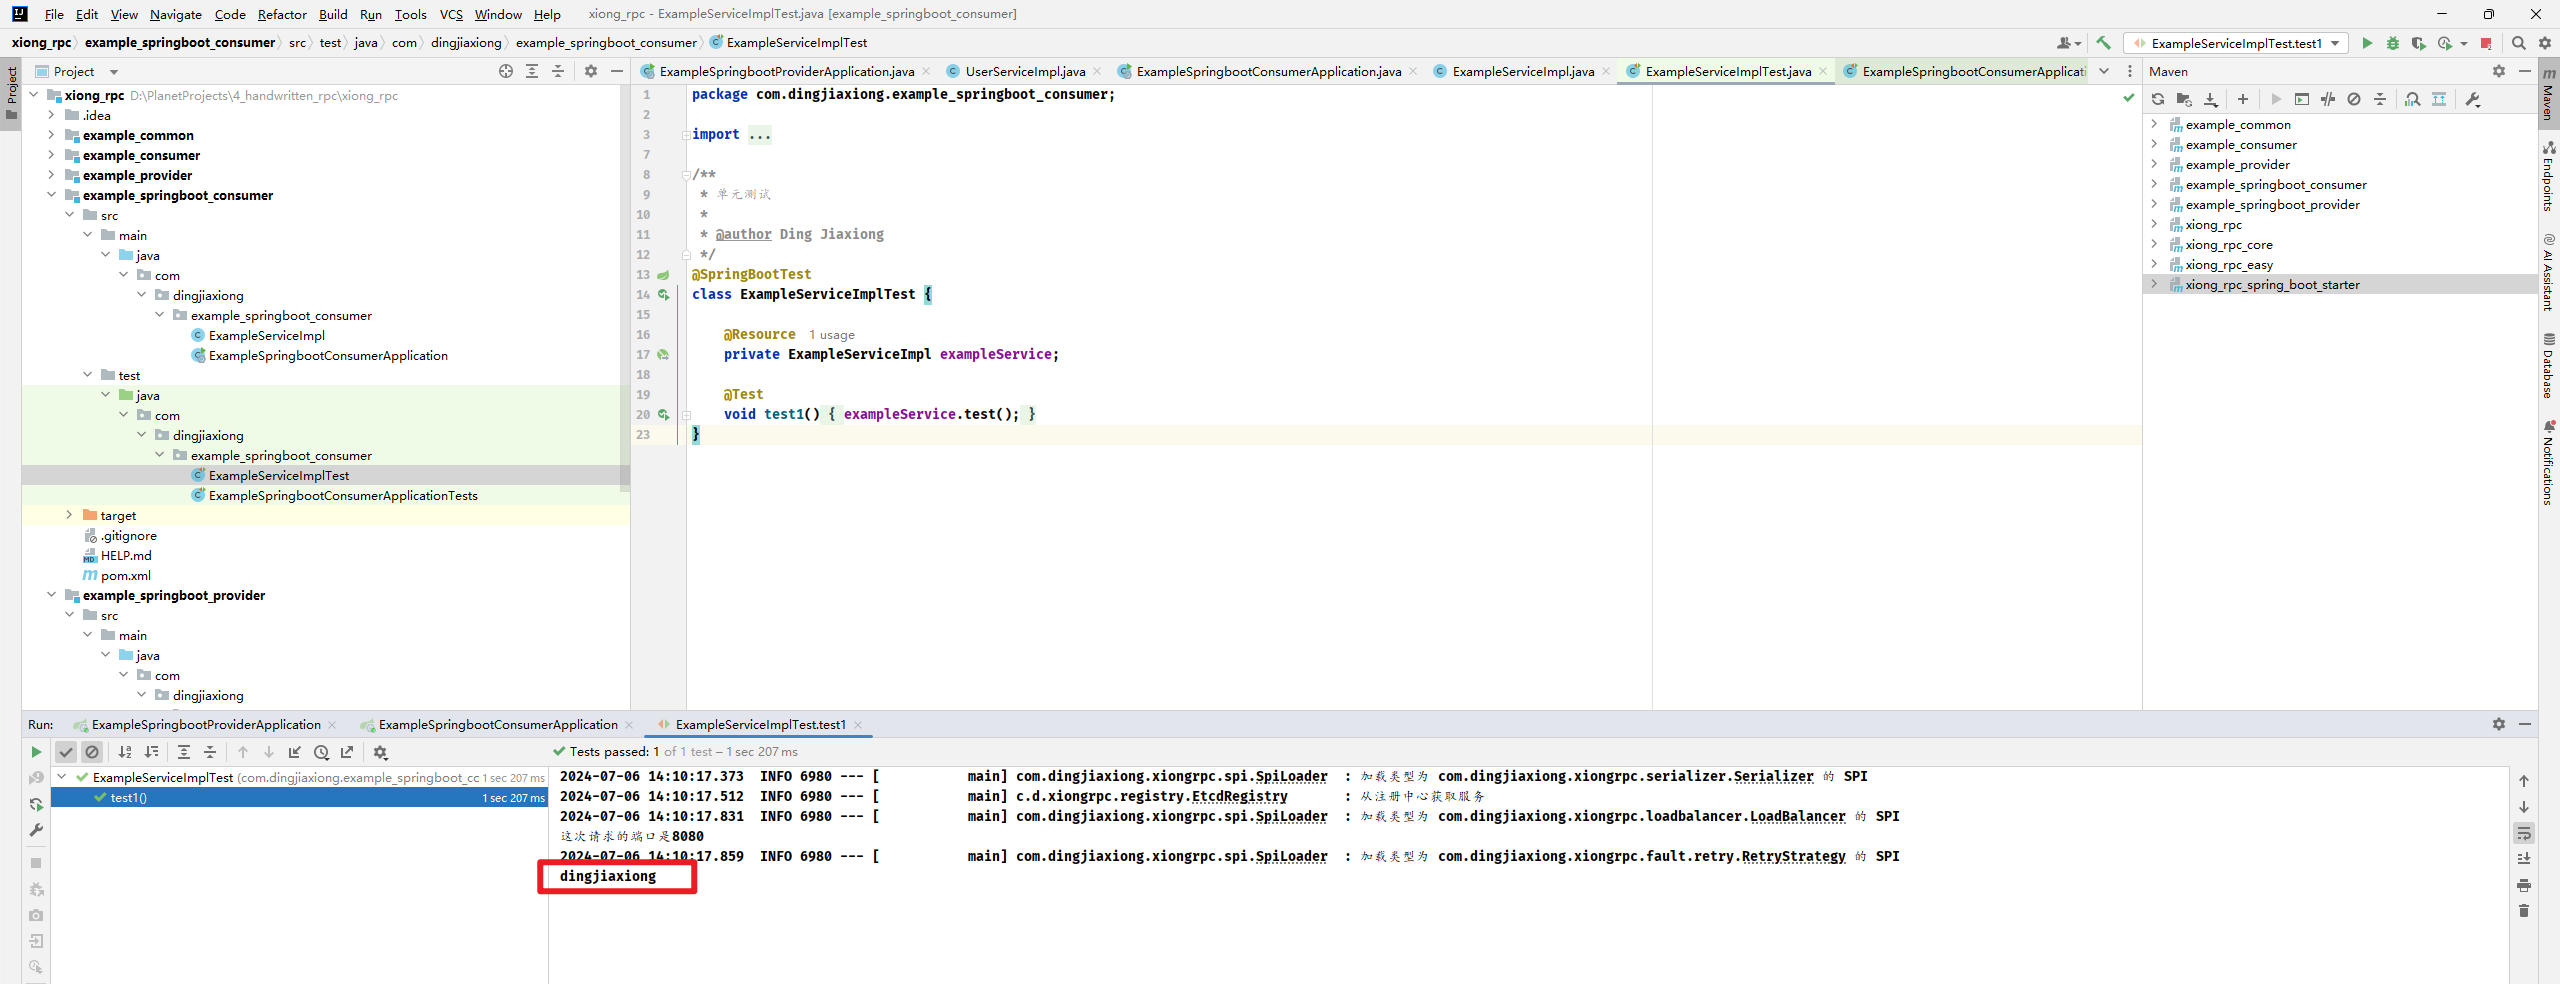 File Edit View Navigate Code Refactor Build Run Tools VCS Window Help xiong_rpc - ExampleServiceImplTest.java [example_springboot_consumer]
xiong_rpc example_springboot_consumer src test java com dingjiaxiong example_springboot_consumer ExampleServiceImplTest
ExampleServiceImplTest.test1
Project
Project
xiong_rpc D:\PlanetProjects\4_handwritten_rpc\xiong_rpc
.idea
example_common
example_consumer
example_provider
example_springboot_consumer
src
main
java
com
dingjiaxiong
example_springboot_consumer
ExampleServiceImpl
ExampleSpringbootConsumerApplication
test
java
com
dingjiaxiong
example_springboot_consumer
ExampleServiceImplTest
ExampleSpringbootConsumerApplicationTests
target
.gitignore
HELP.md
pom.xml
example_springboot_provider
src
main
java
com
dingjiaxiong
ExampleSpringbootProviderApplication.java UserServiceImpl.java ExampleSpringbootConsumerApplication.java ExampleServiceImpl.java ExampleServiceImplTest.java ExampleSpringbootConsumerApplicati
1 package com.dingjiaxiong.example_springboot_consumer;
2
3 import ...
7
8 /**
9 * 单元测试
10 *
11 * @author Ding Jiaxiong
12 */
13 @SpringBootTest
14 class ExampleServiceImplTest {
15
16 @Resource 1 usage
17 private ExampleServiceImpl exampleService;
18
19 @Test
20 void test1() { exampleService.test(); }
23 }
Maven
example_common
example_consumer
example_provider
example_springboot_consumer
example_springboot_provider
xiong_rpc
xiong_rpc_core
xiong_rpc_easy
xiong_rpc_spring_boot_starter
Maven
Endpoints
AI Assistant
Database
Notifications
Run: ExampleSpringbootProviderApplication ExampleSpringbootConsumerApplication ExampleServiceImplTest.test1
Tests passed: 1 of 1 test – 1 sec 207 ms
ExampleServiceImplTest (com.dingjiaxiong.example_springboot_cc 1 sec 207 ms
test1() 1 sec 207 ms
2024-07-06 14:10:17.373 INFO 6980 --- [ main] com.dingjiaxiong.xiongrpc.spi.SpiLoader : 加载类型为 com.dingjiaxiong.xiongrpc.serializer.Serializer 的 SPI
2024-07-06 14:10:17.512 INFO 6980 --- [ main] c.d.xiongrpc.registry.EtcdRegistry : 从注册中心获取服务
2024-07-06 14:10:17.831 INFO 6980 --- [ main] com.dingjiaxiong.xiongrpc.spi.SpiLoader : 加载类型为 com.dingjiaxiong.xiongrpc.loadbalancer.LoadBalancer 的 SPI
这次请求的端口是8080
2024-07-06 14:10:17.859 INFO 6980 --- [ main] com.dingjiaxiong.xiongrpc.spi.SpiLoader : 加载类型为 com.dingjiaxiong.xiongrpc.fault.retry.RetryStrategy 的 SPI
dingjiaxiong